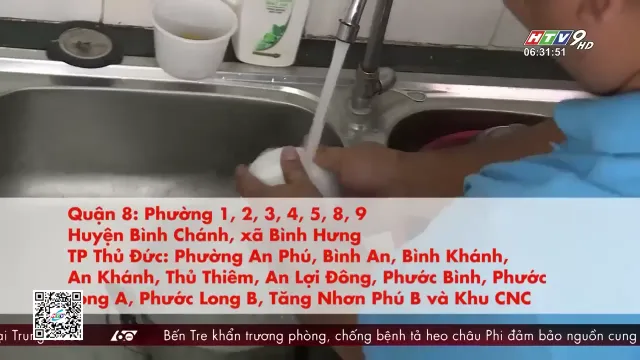 HTV9 HD
06:31:51
Quận 8: Phường 1, 2, 3, 4, 5, 8, 9
Huyện Bình Chánh, xã Bình Hưng
TP Thủ Đức: Phường An Phú, Bình An, Bình Khánh,
An Khánh, Thủ Thiêm, An Lợi Đông, Phước Bình, Phước
Long A, Phước Long B, Tăng Nhơn Phú B và Khu CNC
ại Trung Bến Tre khẩn trương phòng, chống bệnh tả heo châu Phi đảm bảo nguồn cung